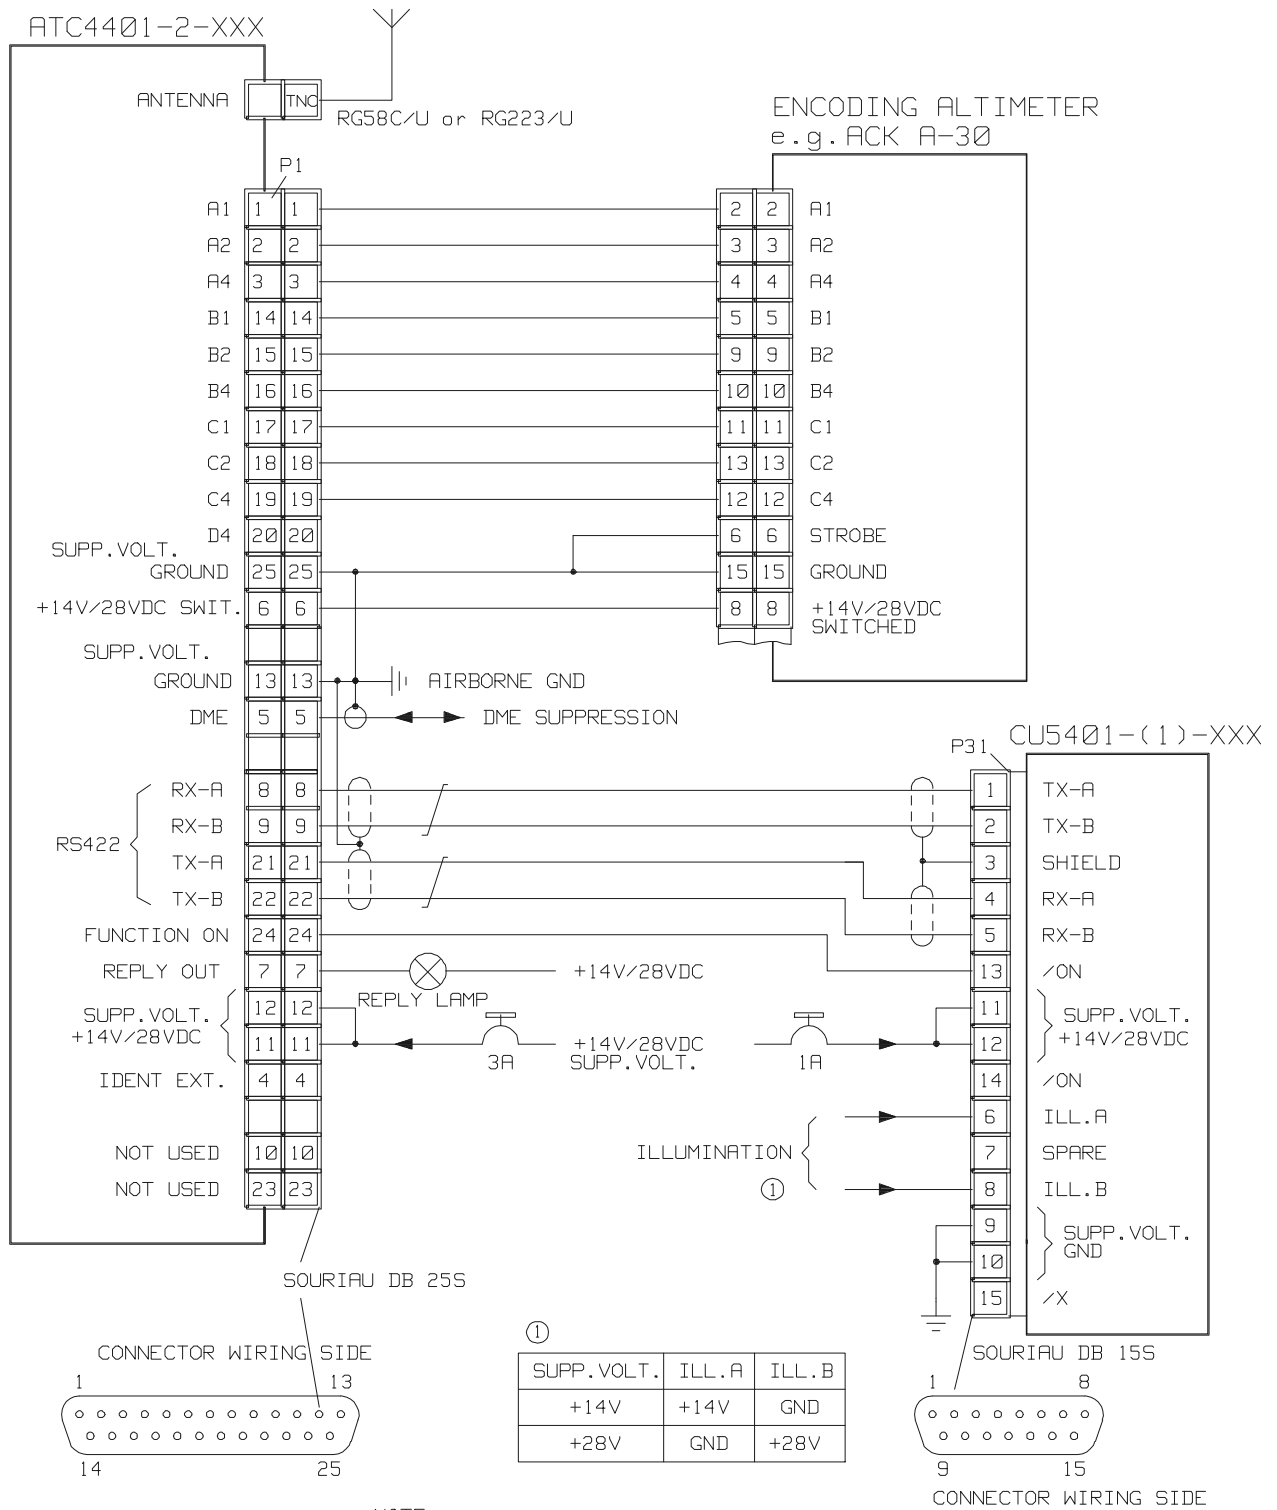 ATC4401-2-XXX
ANTENNA TNC
RG58C/U or RG223/U
ENCODING ALTIMETER
e.g. ACK A-30
P1
A1 1 1 2 2 A1
A2 2 2 3 3 A2
A4 3 3 4 4 A4
B1 14 14 5 5 B1
B2 15 15 9 9 B2
B4 16 16 10 10 B4
C1 17 17 11 11 C1
C2 18 18 13 13 C2
C4 19 19 12 12 C4
D4 20 20 6 6 STROBE
SUPP.VOLT.
GROUND 25 25 15 15 GROUND
+14V/28VDC SWIT. 6 6 8 8 +14V/28VDC
SWITCHED
SUPP.VOLT.
GROUND 13 13 AIRBORNE GND
DME 5 5 DME SUPPRESSION
CU5401-(1)-XXX
P31
RX-A 8 8 1 TX-A
RX-B 9 9 2 TX-B
RS422
TX-A 21 21 3 SHIELD
TX-B 22 22 4 RX-A
FUNCTION ON 24 24 5 RX-B
REPLY OUT 7 7 +14V/28VDC 13 /ON
REPLY LAMP
12 12 11
SUPP.VOLT. SUPP.VOLT.
+14V/28VDC +14V/28VDC
11 11 +14V/28VDC 12
3A SUPP.VOLT. 1A
IDENT EXT. 4 4 14 /ON
6 ILL.A
NOT USED 10 10 ILLUMINATION 7 SPARE
NOT USED 23 23 1 8 ILL.B
9
SUPP.VOLT.
GND
10
SOURIAU DB 25S
15 /X
1
CONNECTOR WIRING SIDE
SOURIAU DB 15S
SUPP.VOLT. ILL.A ILL.B
+14V +14V GND
+28V GND +28V
1 13
14 25
1 8
9 15
CONNECTOR WIRING SIDE